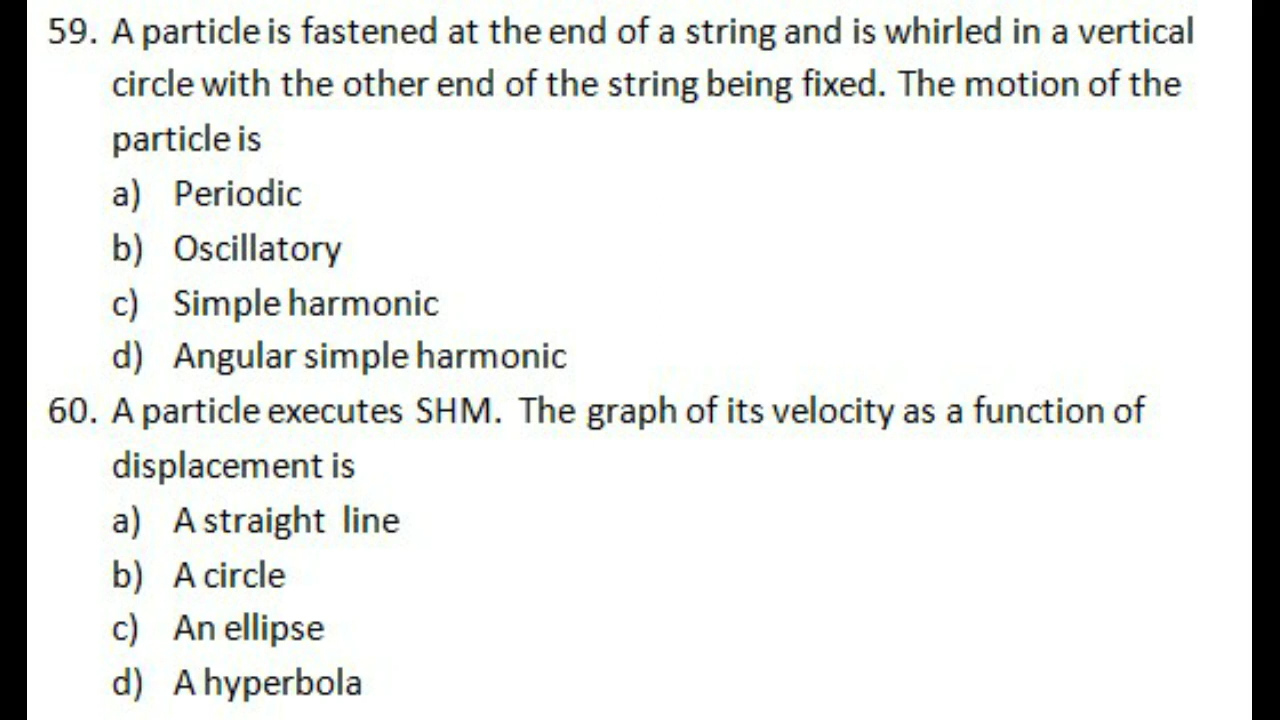 59. A particle is fastened at the end of a string and is whirled in a vertical
circle with the other end of the string being fixed. The motion of the
particle is
a) Periodic
b) Oscillatory
c) Simple harmonic
d) Angular simple harmonic
60. A particle executes SHM. The graph of its velocity as a function of
displacement is
a) A straight line
b) A circle
c) An ellipse
d) A hyperbola